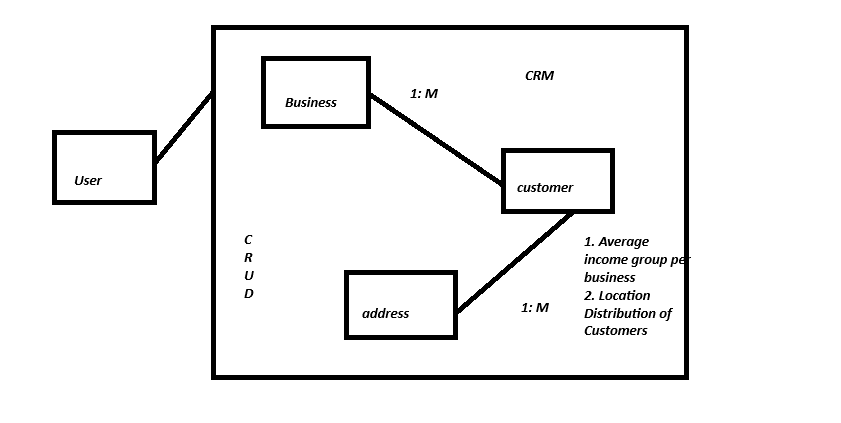 CRM
1: M
Business
User
customer
C
R
U
D
1. Average
income group per
business
2. Location
Distribution of
Customers
address
1: M